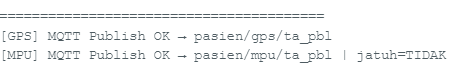 ========================================
[GPS] MQTT Publish OK → pasien/gps/ta_pbl
[MPU] MQTT Publish OK → pasien/mpu/ta_pbl | jatuh=TIDAK